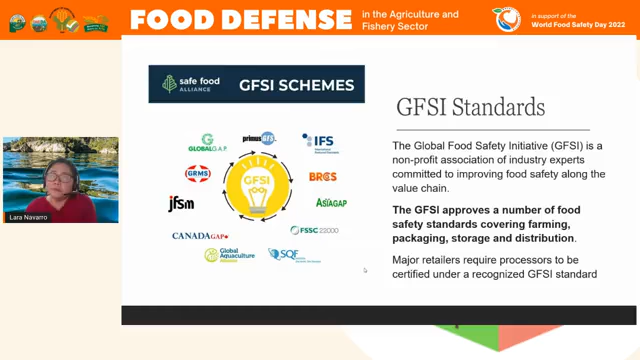 FOOD DEFENSE
in the Agriculture and
Fishery Sector
in support of the
World Food Safety Day 2022
safe food
ALLIANCE
GFSI SCHEMES
GLOBALG.A.P.
primusGFS
IFS
GRMS
GFSI
BRCS
jfsm
ASIAGAP
CANADAGAP
FSSC 22000
Global
Aquaculture
Alliance
SQF
GFSI Standards
The Global Food Safety Initiative (GFSI) is a
non-profit association of industry experts
committed to improving food safety along the
value chain.
The GFSI approves a number of food
safety standards covering farming,
packaging, storage and distribution.
Major retailers require processors to be
certified under a recognized GFSI standard
Lara Navarro